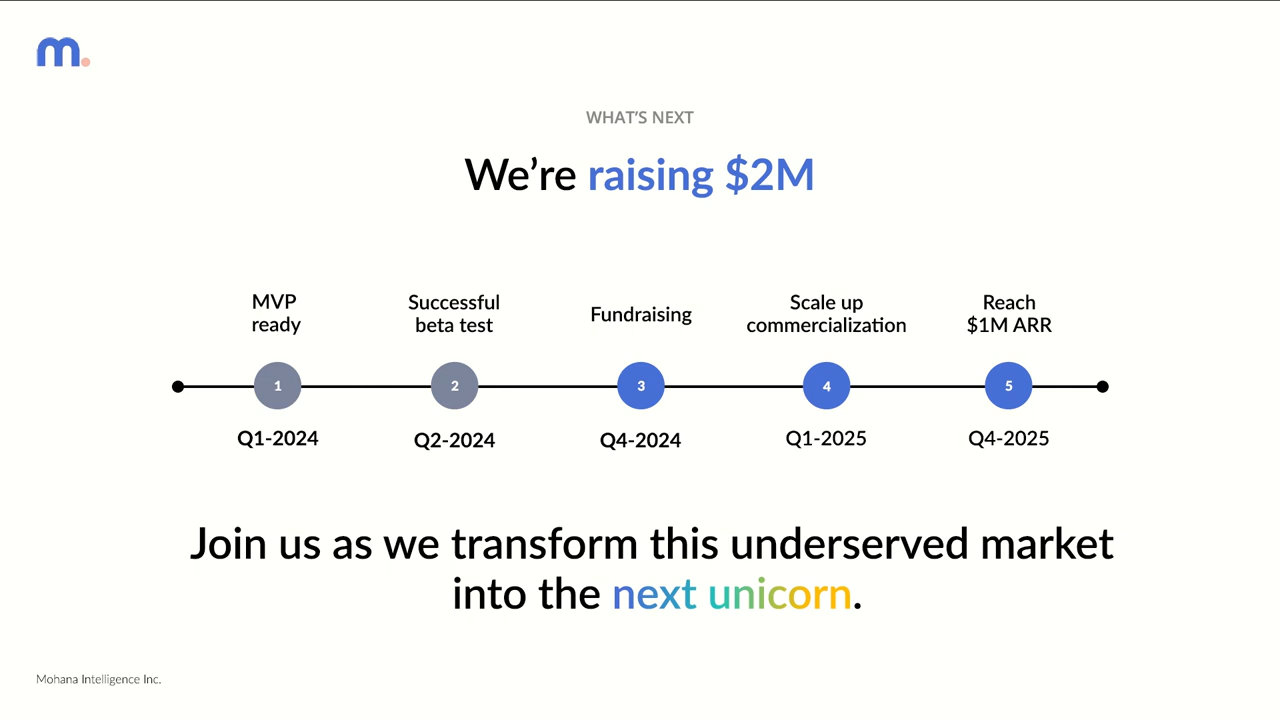 m.
WHAT'S NEXT
We're raising $2M
MVP
ready
Successful
beta test
Fundraising
Scale up
commercialization
Reach
$1M ARR
1
2
3
4
5
Q1-2024
Q2-2024
Q4-2024
Q1-2025
Q4-2025
Join us as we transform this underserved market
into the next unicorn.
Mohana Intelligence Inc.